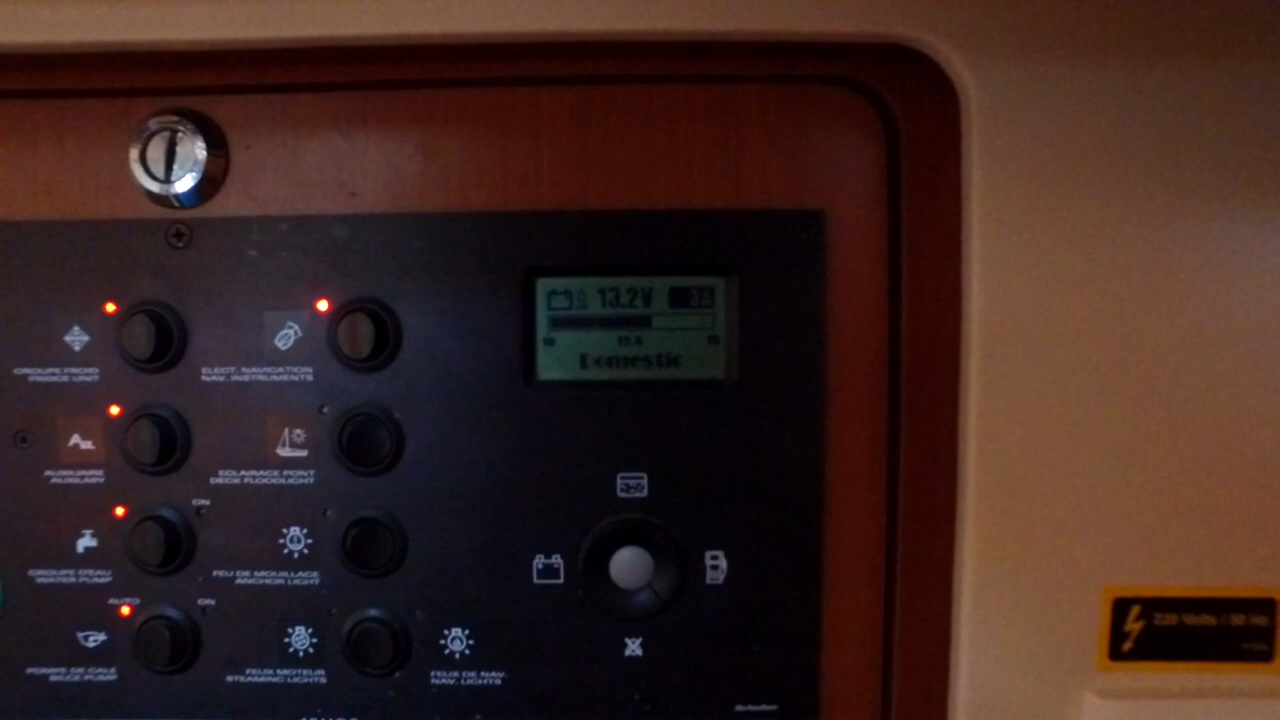 13.2V
Domestic
GROUPE FROID
FRIDGE UNIT
ELECT. NAVIGATION
NAV. INSTRUMENTS
AUXILIAIRE
AUXILIARY
ECLAIRAGE PONT
DECK FLOODLIGHT
ON
GROUPE D'EAU
WATER PUMP
FEU DE MOUILLAGE
ANCHOR LIGHT
AUTO
ON
POMPE DE CALE
BILGE PUMP
FEUX MOTEUR
STEAMING LIGHTS
FEUX DE NAV.
NAV. LIGHTS
220 Volts / 50 Hz
Scheiber